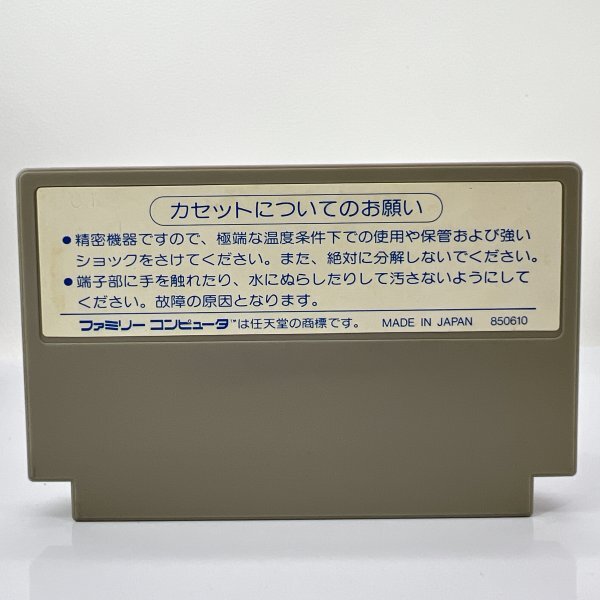 カセットについてのお願い
●精密機器ですので、極端な温度条件下での使用や保管および強い
ショックをさけてください。また、絶対に分解しないでください。
●端子部に手を触れたり、水にぬらしたりして汚さないようにして
ください。故障の原因となります。
ファミリー コンピュータ™は任天堂の商標です。 MADE IN JAPAN 850610